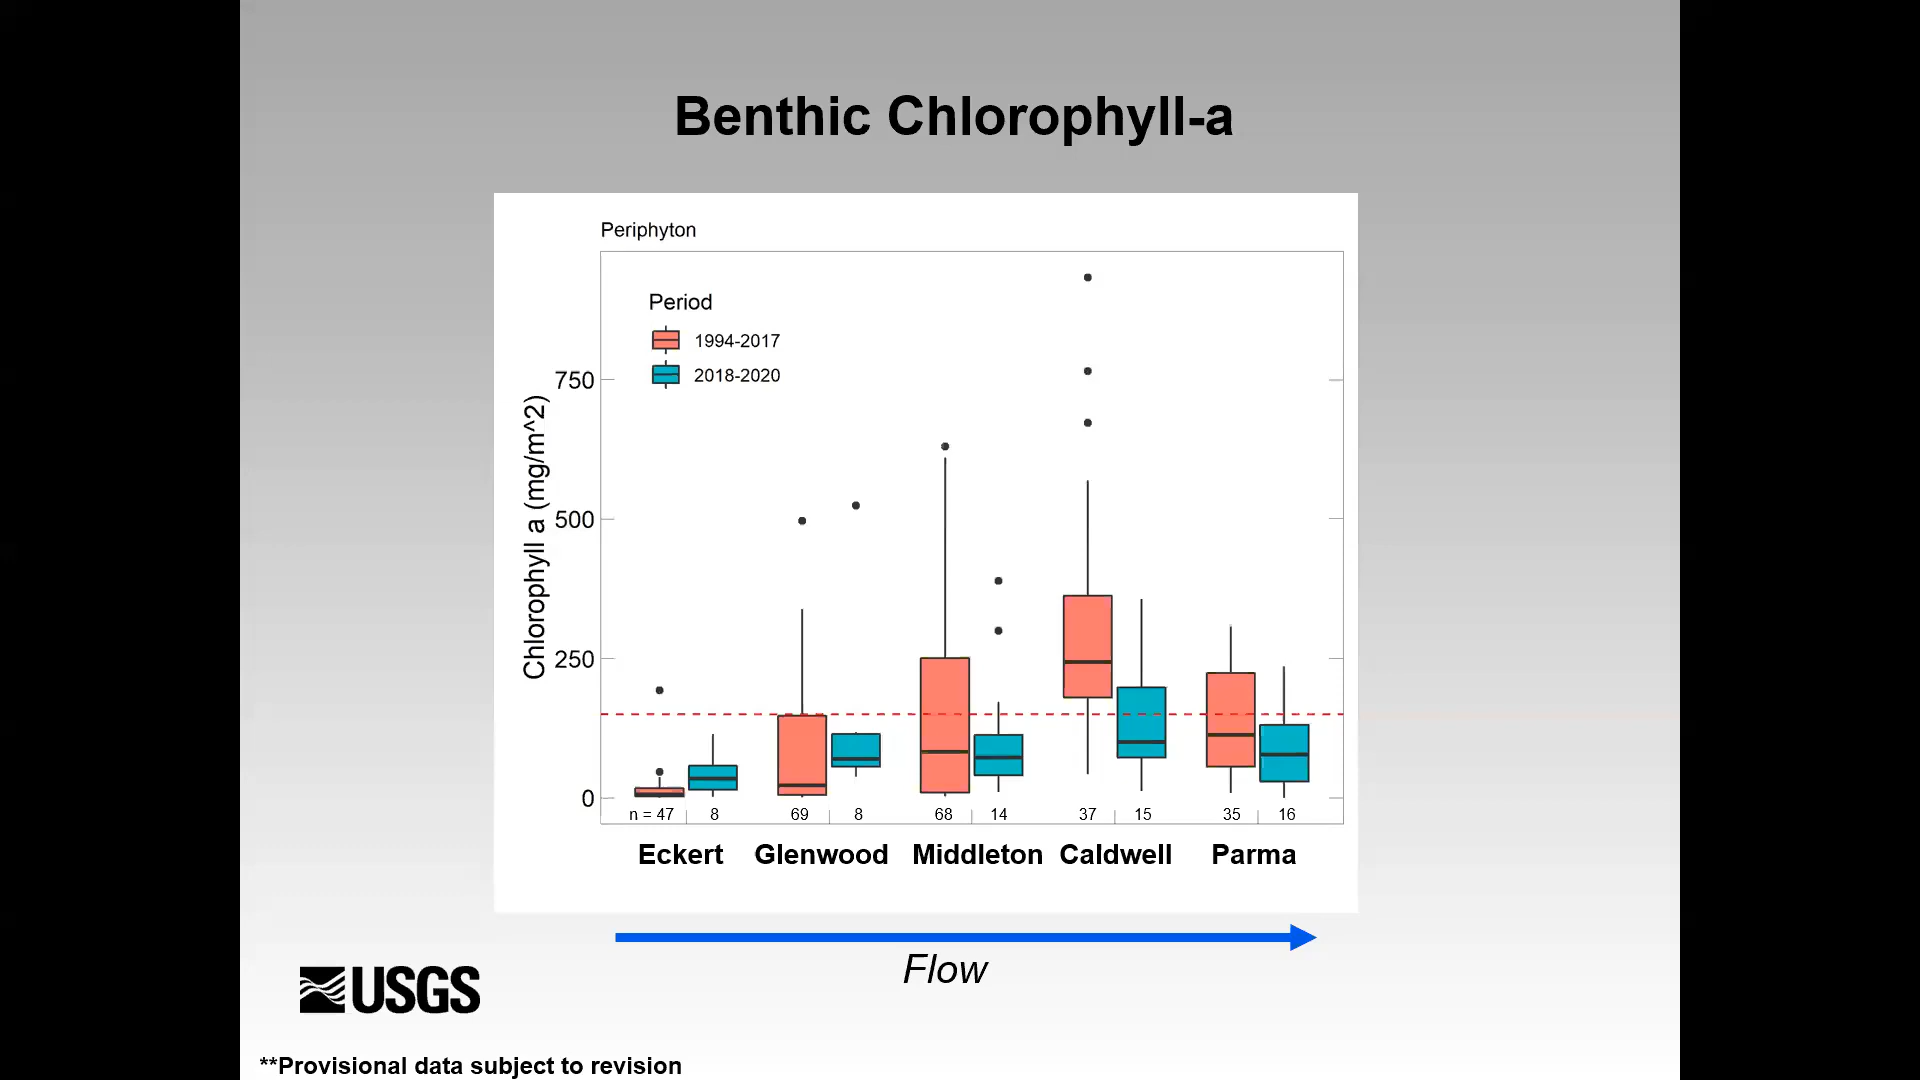 Benthic Chlorophyll-a
Periphyton
Period
1994-2017
2018-2020
Chlorophyll a (mg/m^2)
750
500
250
0
n = 47 8 69 8 68 14 37 15 35 16
Eckert Glenwood Middleton Caldwell Parma
Flow
USGS
**Provisional data subject to revision